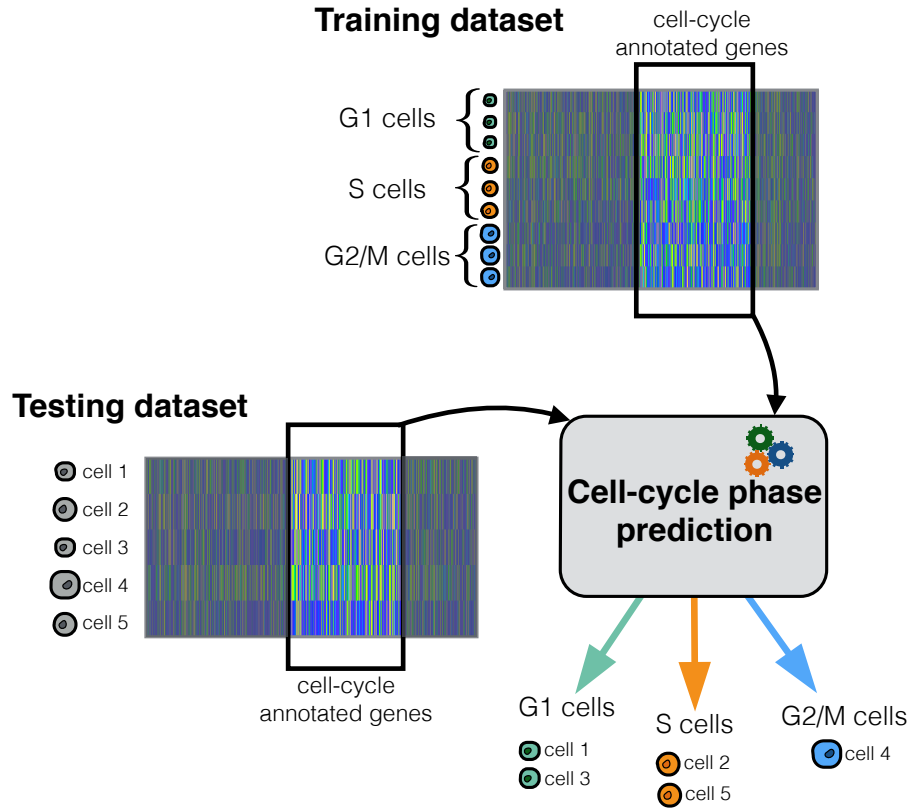 Training dataset
cell-cycle
annotated genes
G1 cells
S cells
G2/M cells
Testing dataset
cell 1
cell 2
cell 3
cell 4
cell 5
cell-cycle
annotated genes
Cell-cycle phase
prediction
G1 cells
cell 1
cell 3
S cells
cell 2
cell 5
G2/M cells
cell 4